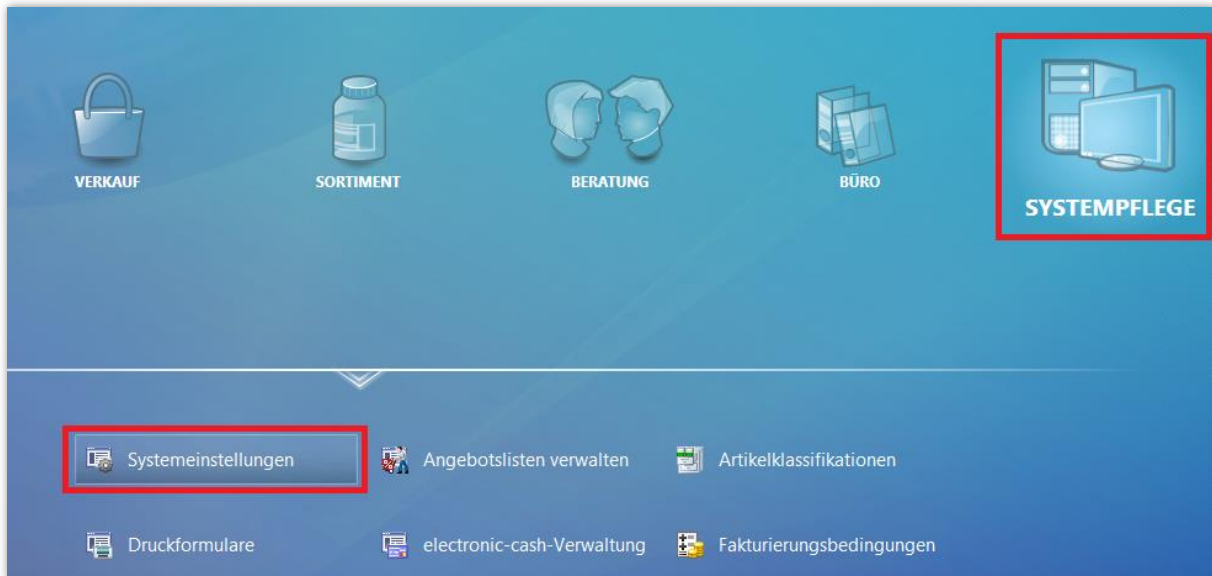 VERKAUF
SORTIMENT
BERATUNG
BÜRO
SYSTEMPFLEGE
Systemeinstellungen
Angebotslisten verwalten
Artikelklassifikationen
Druckformulare
electronic-cash-Verwaltung
Fakturierungsbedingungen